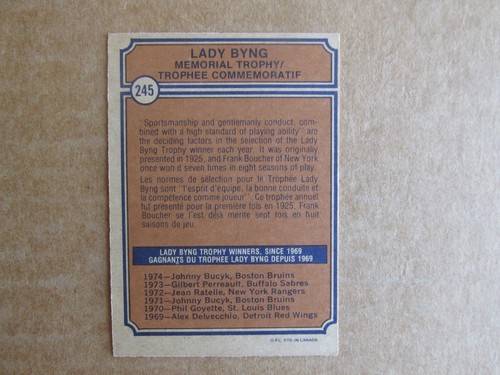 LADY BYNG
MEMORIAL TROPHY/
TROPHEE COMMEMORATIF
245
"Sportsmanship and gentlemanly conduct, com-
bined with a high standard of playing ability" are
the deciding factors in the selection of the Lady
Byng Trophy winner each year. It was originally
presented in 1925, and Frank Boucher of New York
once won it seven times in eight seasons of play.
Les normes de sélection pour le Trophée Lady
Byng sont "l'esprit d'equipe, la bonne conduite et
la compétence comme joueur". Ce trophée annuel
fut présenté pour la première fois en 1925. Frank
Boucher se l'est déjà mérité sept fois en huit
saisons de jeu.
LADY BYNG TROPHY WINNERS, SINCE 1969
GAGNANTS DU TROPHEE LADY BYNG DEPUIS 1969
1974—Johnny Bucyk, Boston Bruins
1973—Gilbert Perreault, Buffalo Sabres
1972—Jean Ratelle, New York Rangers
1971—Johnny Bucyk, Boston Bruins
1970—Phil Goyette, St. Louis Blues
1969—Alex Delvecchio, Detroit Red Wings
O.P.C. PTD. IN CANADA